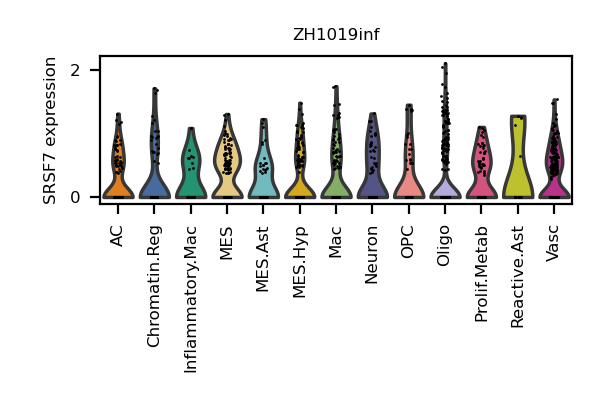 ZH1019inf
SRSF7 expression
2
0
AC
Chromatin.Reg
Inflammatory.Mac
MES
MES.Ast
MES.Hyp
Mac
Neuron
OPC
Oligo
Prolif.Metab
Reactive.Ast
Vasc